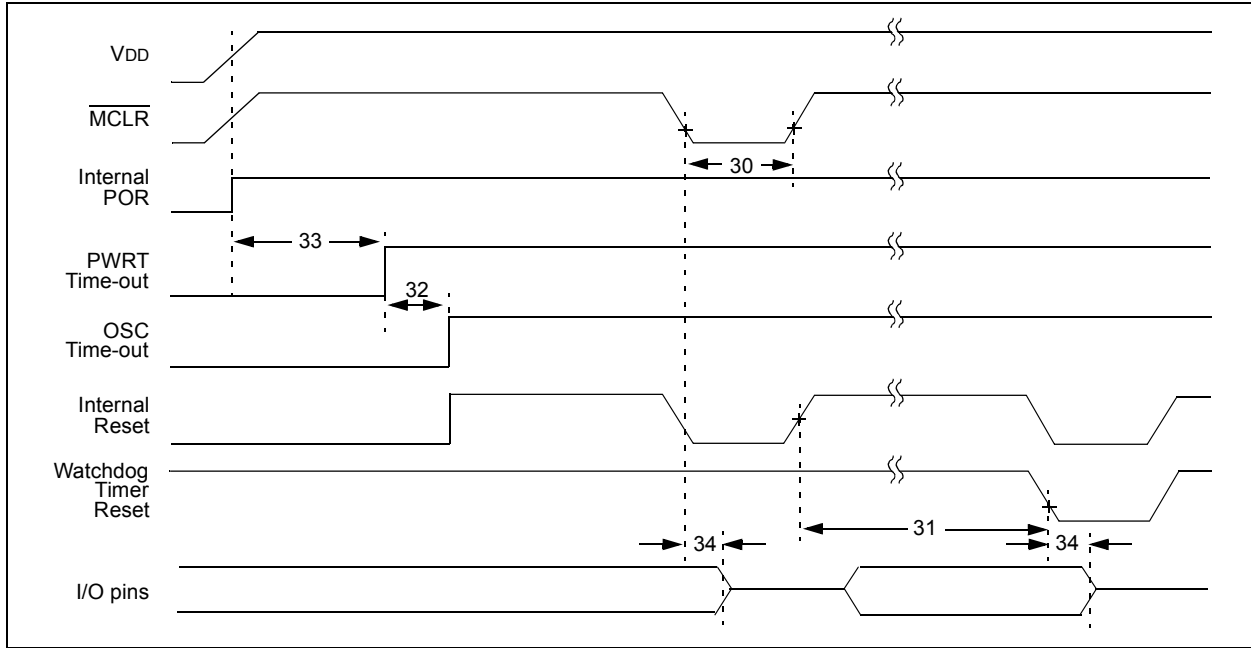 VDD
MCLR
Internal
POR
30
33
PWRT
Time-out
32
OSC
Time-out
Internal
Reset
Watchdog
Timer
Reset
31
34
34
I/O pins